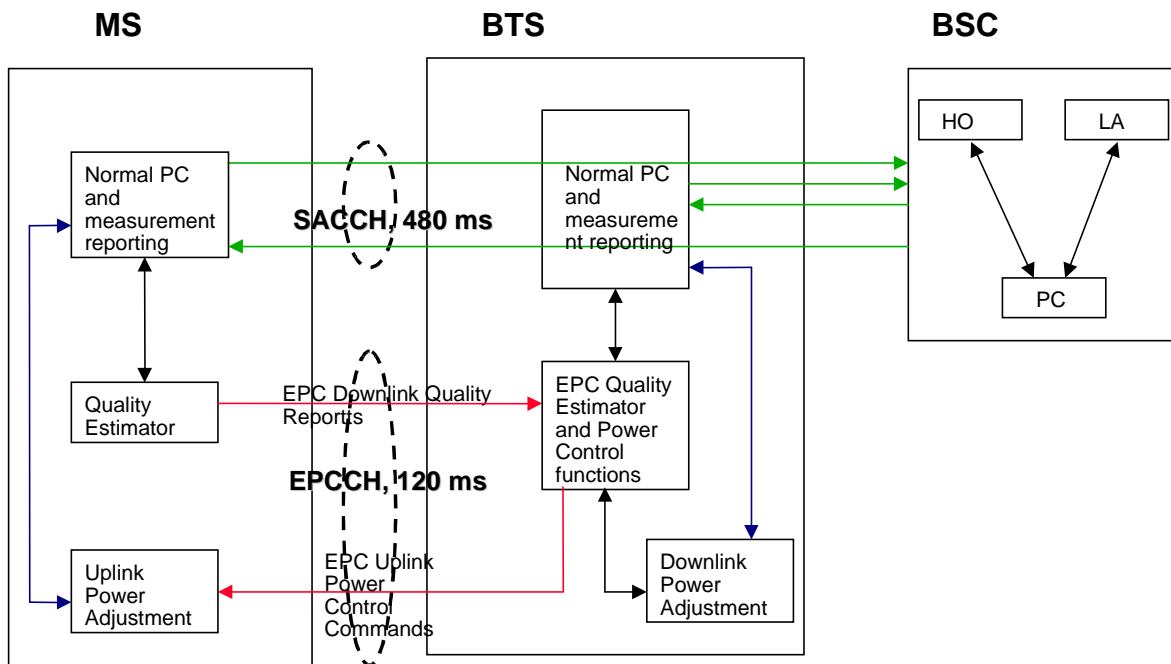 MS
BTS
BSC
HO
LA
PC
Normal PC
and
measurement
reporting
SACCH, 480 ms
Normal PC
and
measureme
nt reporting
Quality
Estimator
EPC Downlink Quality
Reportts
EPC Quality
Estimator
and Power
Control
functions
EPCCH, 120 ms
Uplink
Power
Adjustment
EPC Uplink
Power
Control
Commands
Downlink
Power
Adjustment